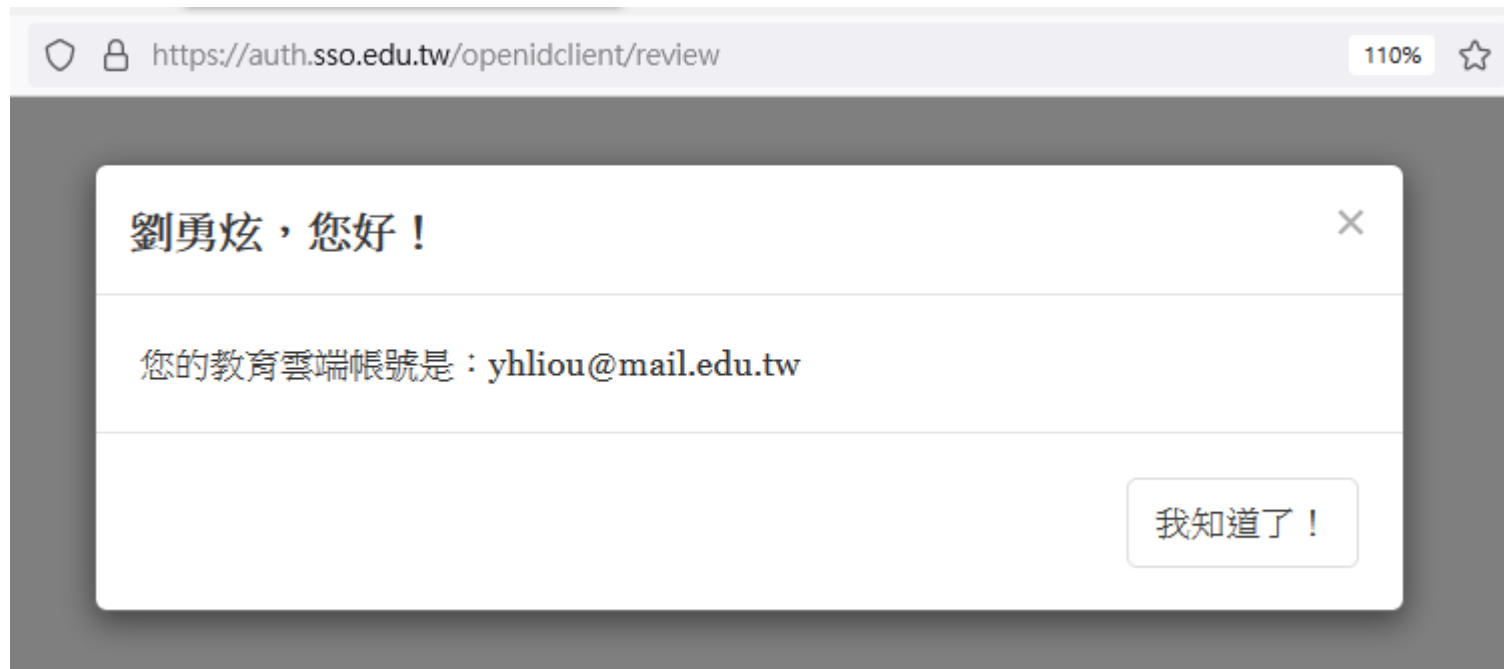 https://auth.sso.edu.tw/openidclient/review 110%
劉勇炫，您好！ ×
您的教育雲端帳號是：yhliou@mail.edu.tw
我知道了！